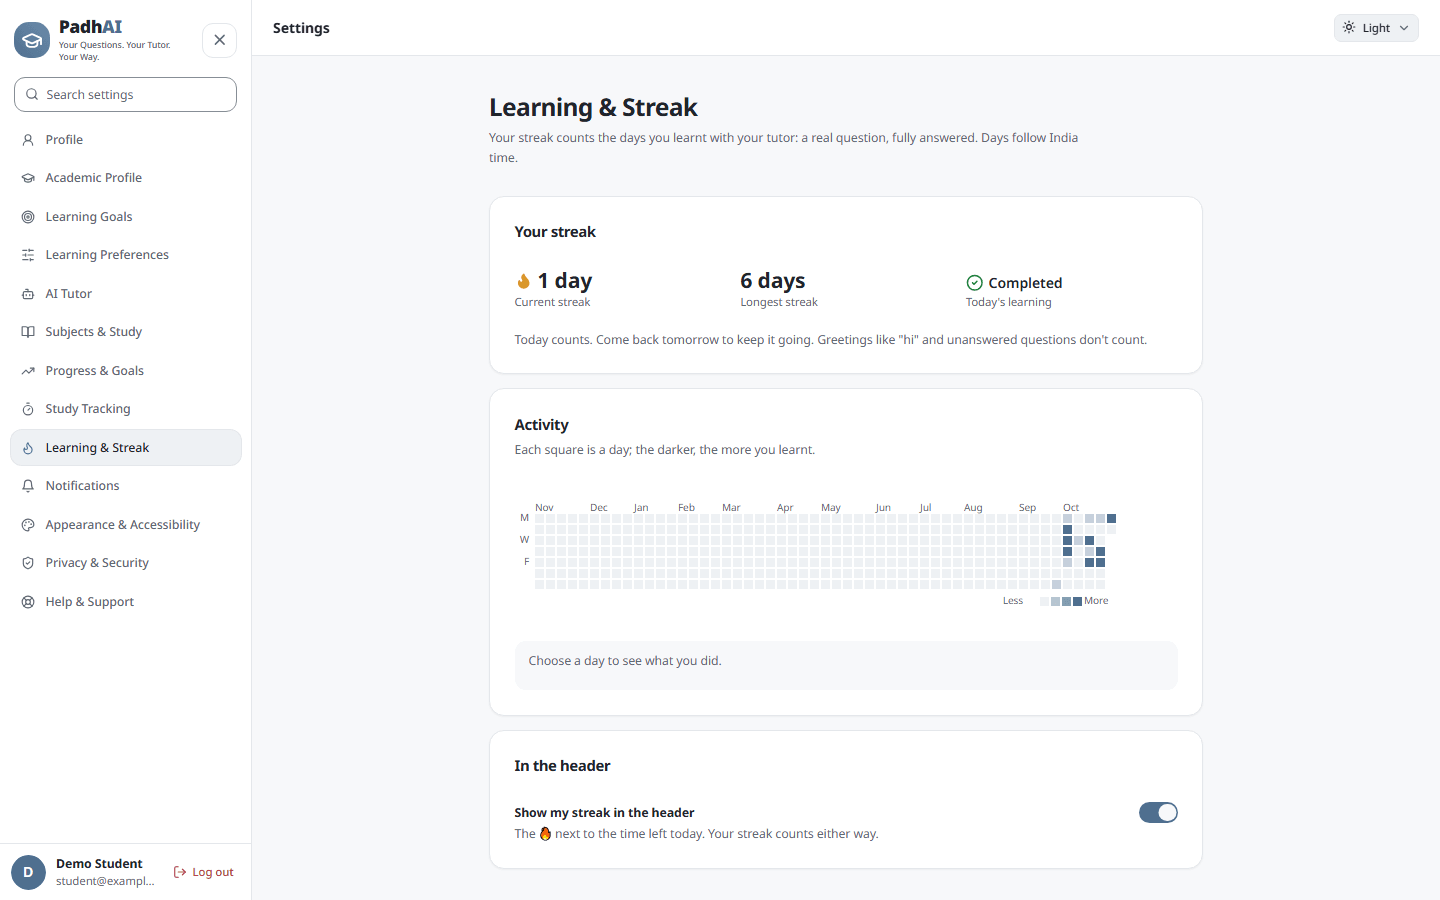 PadhAI
Your Questions. Your Tutor.
Your Way.
Search settings
Profile
Academic Profile
Learning Goals
Learning Preferences
AI Tutor
Subjects & Study
Progress & Goals
Study Tracking
Learning & Streak
Notifications
Appearance & Accessibility
Privacy & Security
Help & Support
D
Demo Student
student@exampl...
Log out
Settings
Light
Learning & Streak
Your streak counts the days you learnt with your tutor: a real question, fully answered. Days follow India
time.
Your streak
1 day
Current streak
6 days
Longest streak
Completed
Today's learning
Today counts. Come back tomorrow to keep it going. Greetings like "hi" and unanswered questions don't count.
Activity
Each square is a day; the darker, the more you learnt.
Nov Dec Jan Feb Mar Apr May Jun Jul Aug Sep Oct
M
W
F
Less More
Choose a day to see what you did.
In the header
Show my streak in the header
The 🔥 next to the time left today. Your streak counts either way.